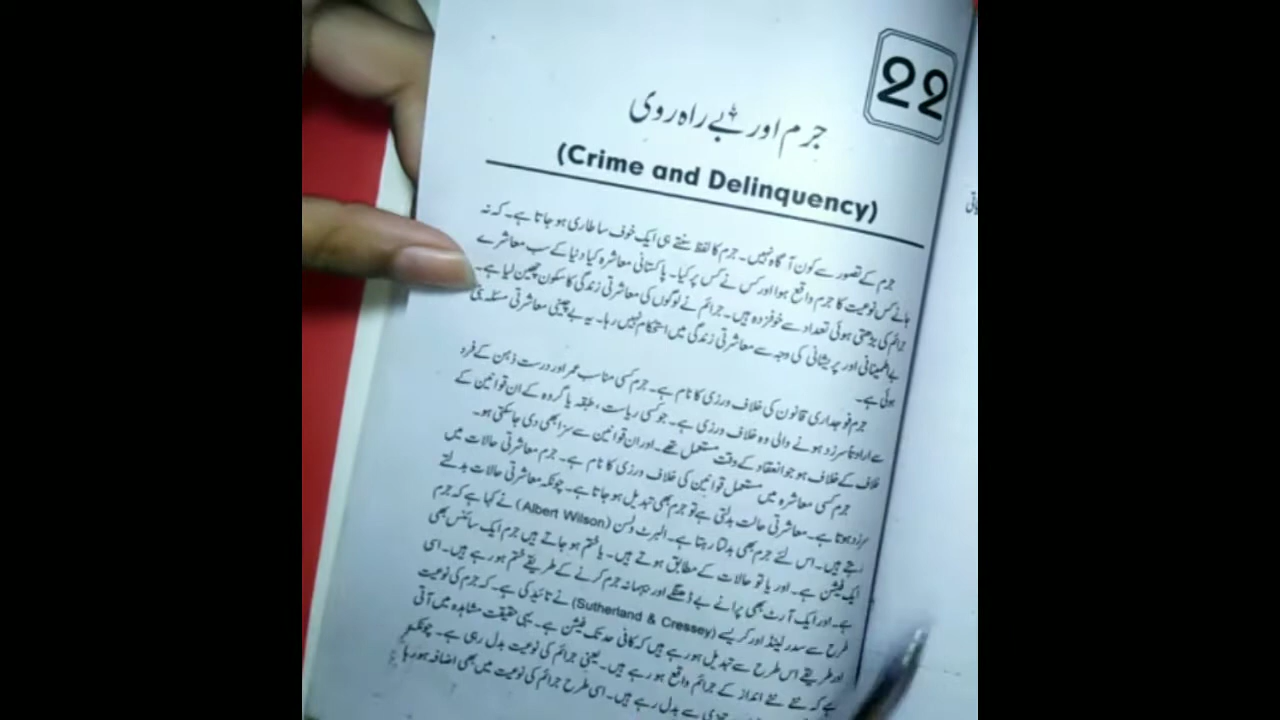 22
جرم اور بے راہ روی
(Crime and Delinquency)
جرم کے تصور سے کون آگاہ نہیں۔ جرم کا لفظ سنتے ہی ایک خوف سا طاری ہو جاتا ہے۔ کہ نہ
جانے کس نوعیت کا جرم واقع ہوا اور کس نے کس پر کیا۔ پاکستانی معاشرہ کیا دنیا کے سب معاشرے
جرائم کی بڑھتی ہوئی تعداد سے خوفزدہ ہیں۔ جرائم نے لوگوں کی معاشرتی زندگی کا سکون چھین لیا ہے۔
بے اطمینانی اور پریشانی کی وجہ سے معاشرتی زندگی میں استحکام نہیں رہا۔ یہ بے چینی معاشرتی مسئلہ بنی
ہوئی ہے۔
جرم فوجداری قانون کی خلاف ورزی کا نام ہے۔ جرم کسی مناسب عمر اور درست ذہن کے فرد
سے ارادتاً سرزد ہونے والی وہ خلاف ورزی ہے۔ جو کسی ریاست، طبقہ یا گروہ کے ان قوانین کے
خلاف کے خلاف ہو جو انعقاد کے وقت مستعمل تھے۔ اور ان قوانین سے سزا بھی دی جا سکتی ہو۔
جرم کسی معاشرہ میں مستعمل قوانین کی خلاف ورزی کا نام ہے۔ جرم معاشرتی حالات میں
سرزد ہوتا ہے۔ معاشرتی حالت بدلتی ہے تو جرم بھی تبدیل ہو جاتا ہے۔ چونکہ معاشرتی حالات بدلتے
رہتے ہیں۔ اس لئے جرم بھی بدلتا رہتا ہے۔ البرٹ ولسن (Albert Wilson) نے کہا ہے کہ جرم
ایک فیشن ہے۔ اور یا تو حالات کے مطابق ہوتے ہیں۔ یا ختم ہو جاتے ہیں جرم ایک سائنس بھی
ہے۔ اور ایک آرٹ بھی پرانے بے ڈھنگے اور بہیمانہ جرم کرنے کے طریقے ختم ہو رہے ہیں۔ اسی
طرح سے سدرلینڈ اور کریسے (Sutherland & Cressey) نے تائید کی ہے۔ کہ جرم کی نوعیت
اور طریقے اس طرح سے تبدیل ہو رہے ہیں کہ کافی حد تک فیشن ہے۔ یہی حقیقت مشاہدہ میں آتی
ہے کہ نئے نئے انداز کے جرائم واقع ہو رہے ہیں۔ یعنی جرائم کی نوعیت بدل رہی ہے۔ چونکہ
تیزی سے بدل رہے ہیں۔ اسی طرح جرائم کی نوعیت میں بھی اضافہ ہو رہا